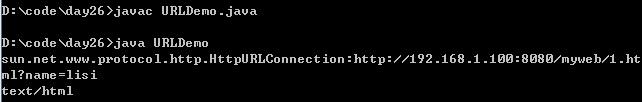 D:\code\day26>javac URLDemo.java
D:\code\day26>java URLDemo
sun.net.www.protocol.http.HttpURLConnection:http://192.168.1.100:8080/myweb/1.ht
ml?name=lisi
text/html